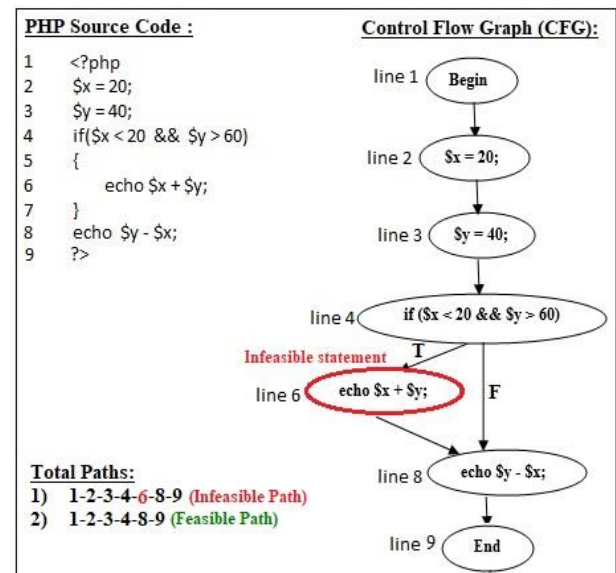 PHP Source Code :
1 <?php
2 $x = 20;
3 $y = 40;
4 if($x < 20 && $y > 60)
5 {
6 echo $x + $y;
7 }
8 echo $y - $x;
9 ?>
Total Paths:
1) 1-2-3-4-6-8-9 (Infeasible Path)
2) 1-2-3-4-8-9 (Feasible Path)
Control Flow Graph (CFG):
line 1 Begin
line 2 $x = 20;
line 3 $y = 40;
line 4 if ($x < 20 && $y > 60)
Infeasible statement T
line 6 echo $x + $y; F
line 8 echo $y - $x;
line 9 End